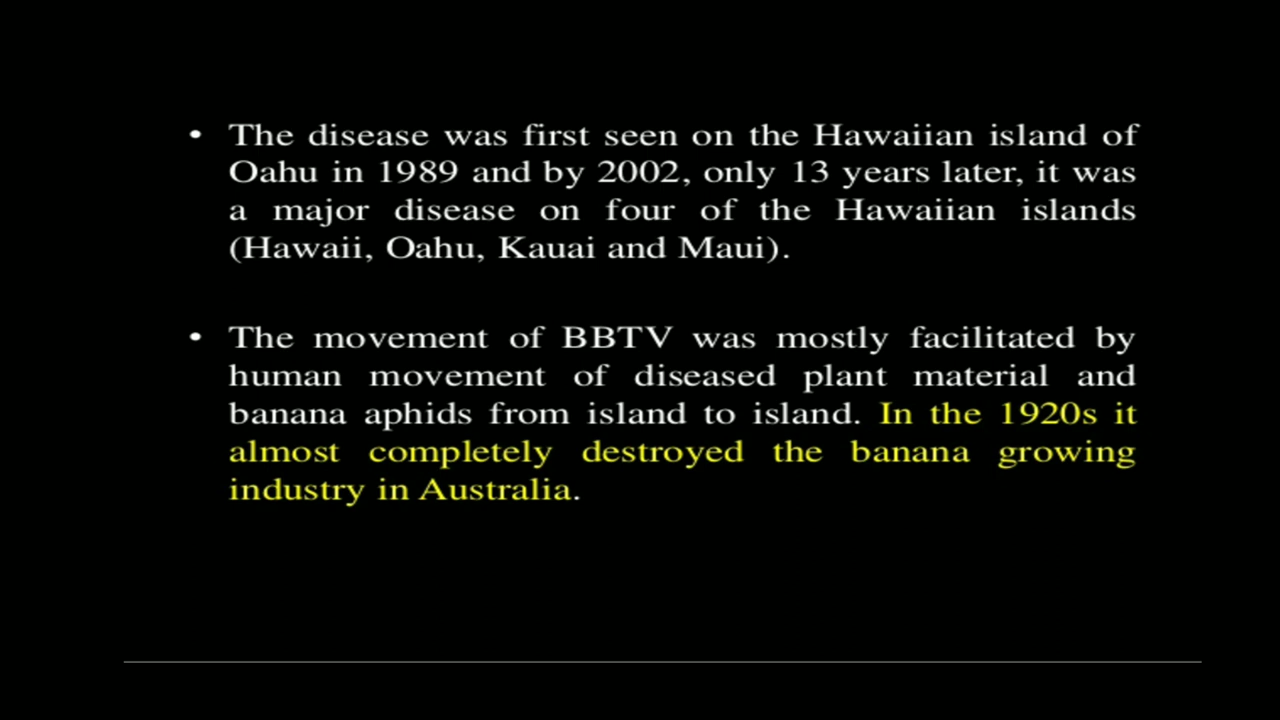 • The disease was first seen on the Hawaiian island of
Oahu in 1989 and by 2002, only 13 years later, it was
a major disease on four of the Hawaiian islands
(Hawaii, Oahu, Kauai and Maui).
• The movement of BBTV was mostly facilitated by
human movement of diseased plant material and
banana aphids from island to island. In the 1920s it
almost completely destroyed the banana growing
industry in Australia.